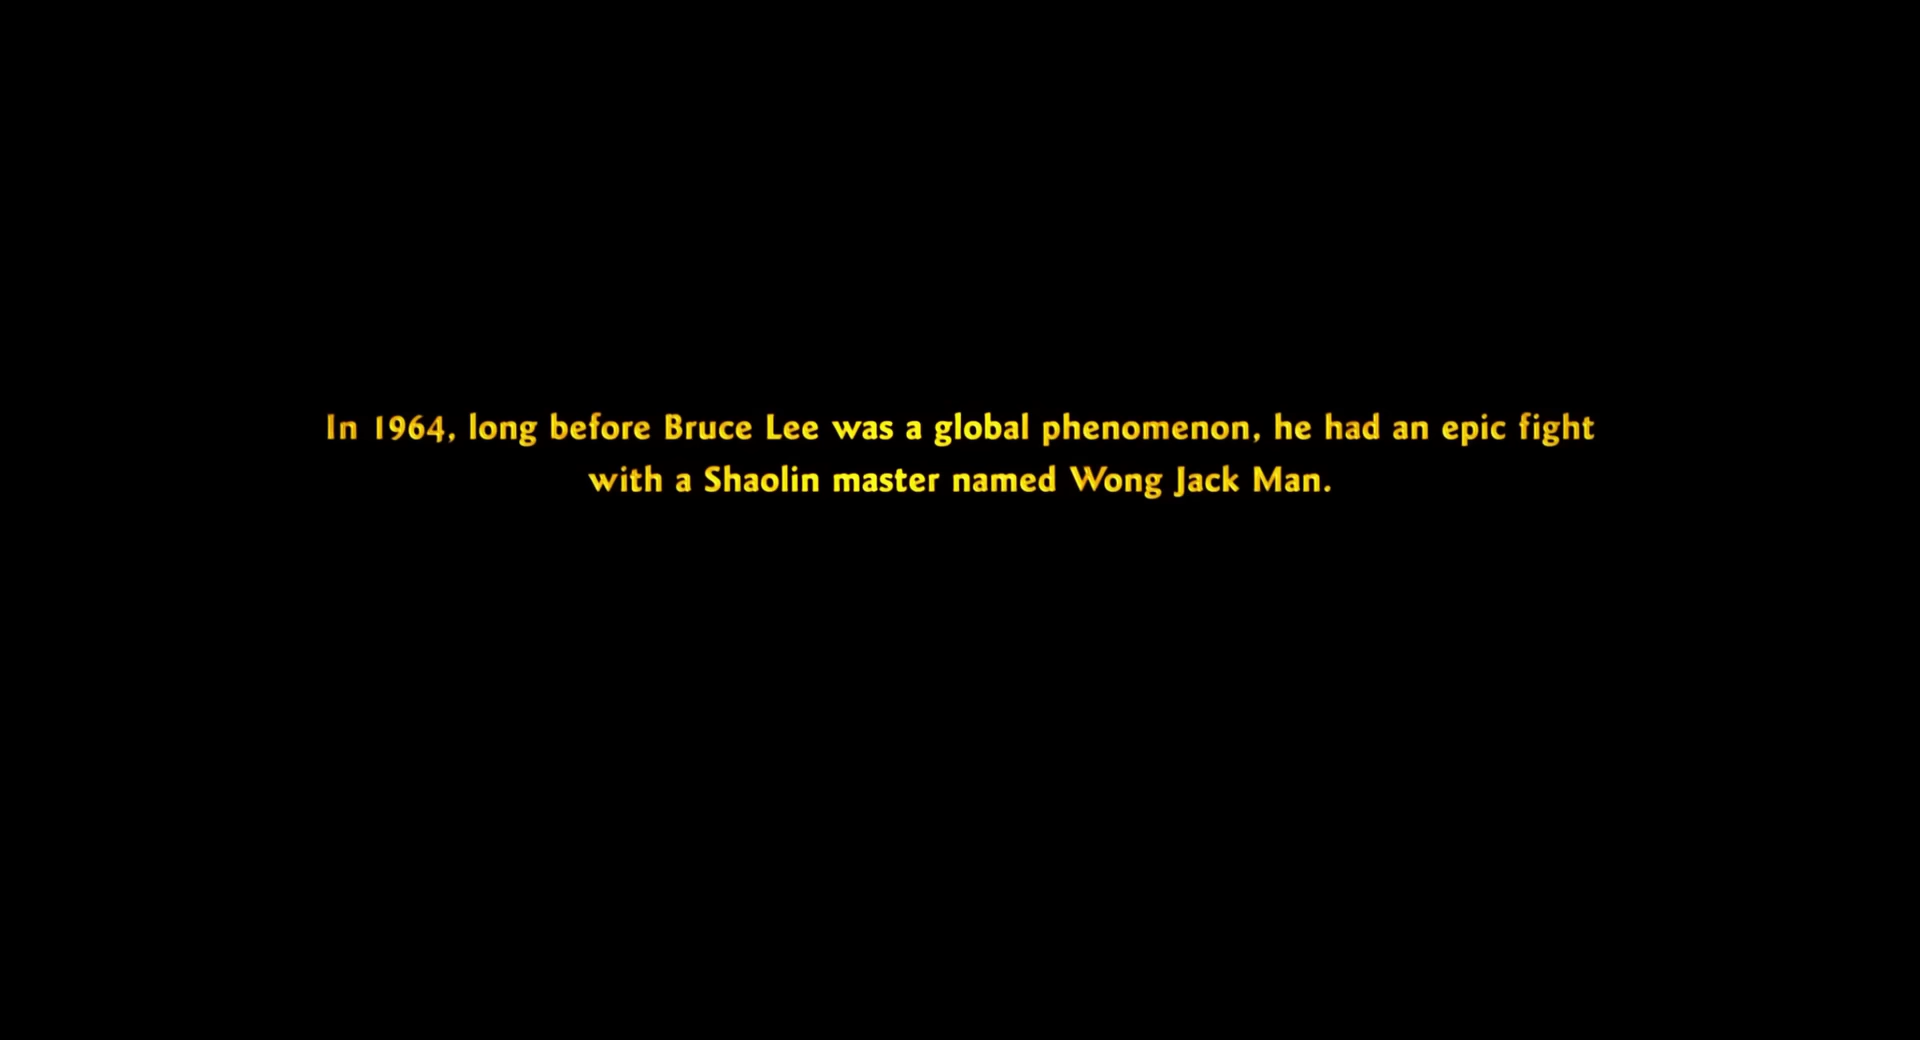 In 1964, long before Bruce Lee was a global phenomenon, he had an epic fight
with a Shaolin master named Wong Jack Man.